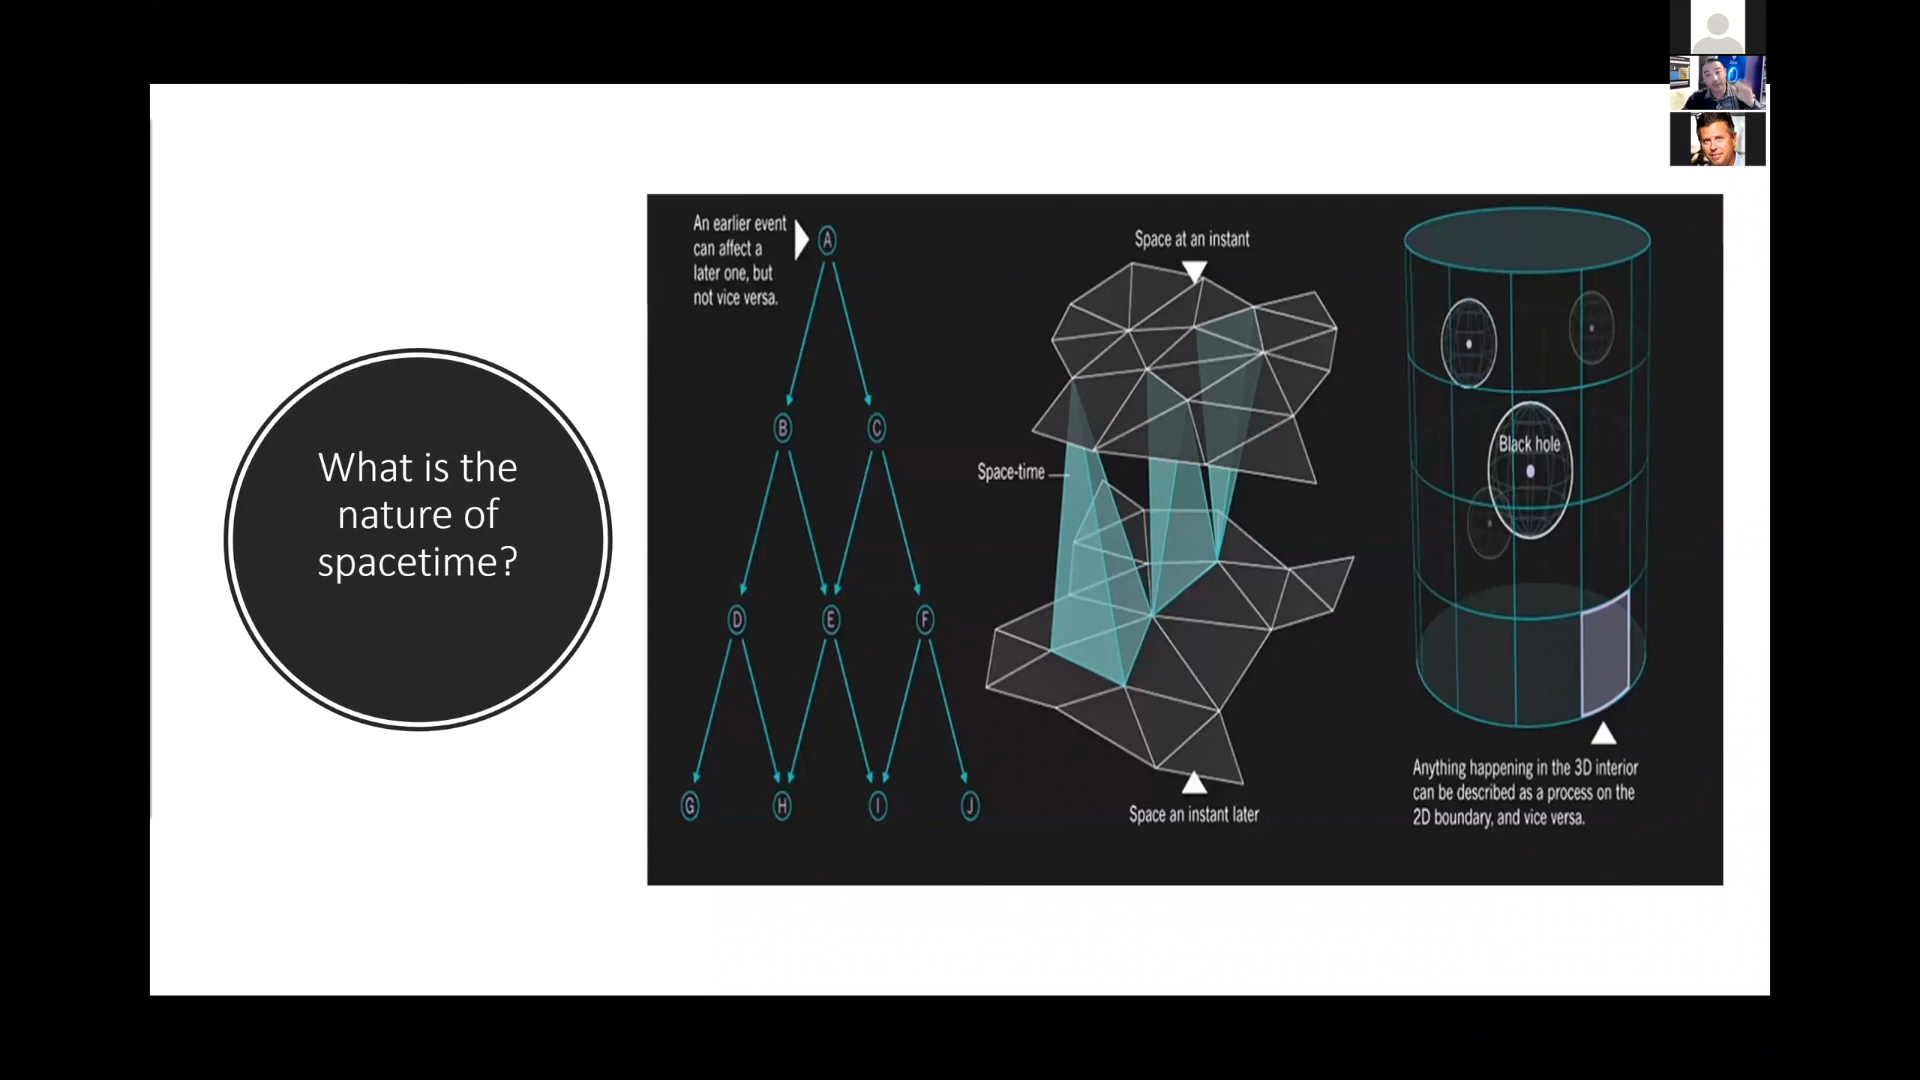 What is the
nature of
spacetime?
An earlier event
can affect a
later one, but
not vice versa.
A
B
C
D
E
F
G
H
I
J
Space at an instant
Space-time
Space an instant later
Black hole
Anything happening in the 3D interior
can be described as a process on the
2D boundary, and vice versa.